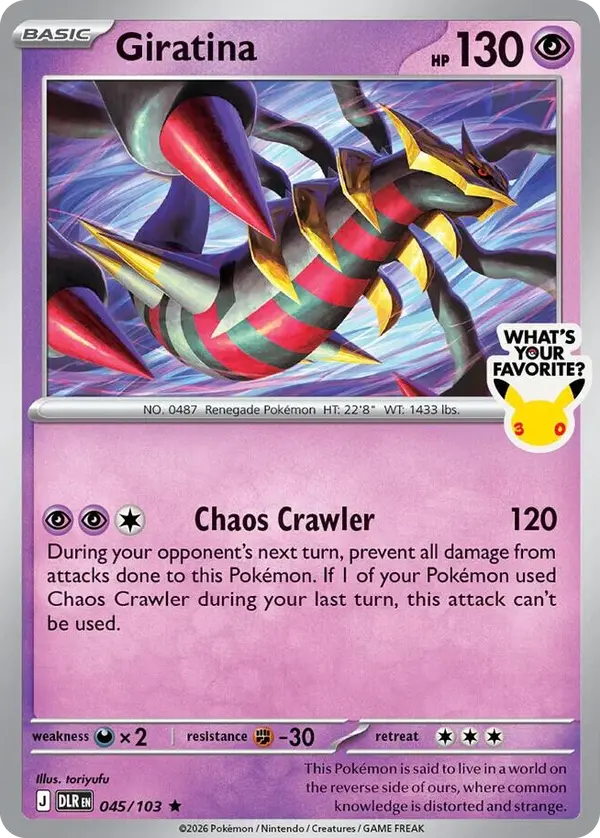 BASIC
Giratina
HP 130
WHAT'S
YOUR
FAVORITE?
30
NO. 0487 Renegade Pokémon HT: 22'8" WT: 1433 lbs.
Chaos Crawler 120
During your opponent's next turn, prevent all damage from
attacks done to this Pokémon. If 1 of your Pokémon used
Chaos Crawler during your last turn, this attack can't
be used.
weakness ×2 resistance -30 retreat
Illus. toriyufu
J DLR EN 045/103 ★
This Pokémon is said to live in a world on
the reverse side of ours, where common
knowledge is distorted and strange.
©2026 Pokémon / Nintendo / Creatures / GAME FREAK